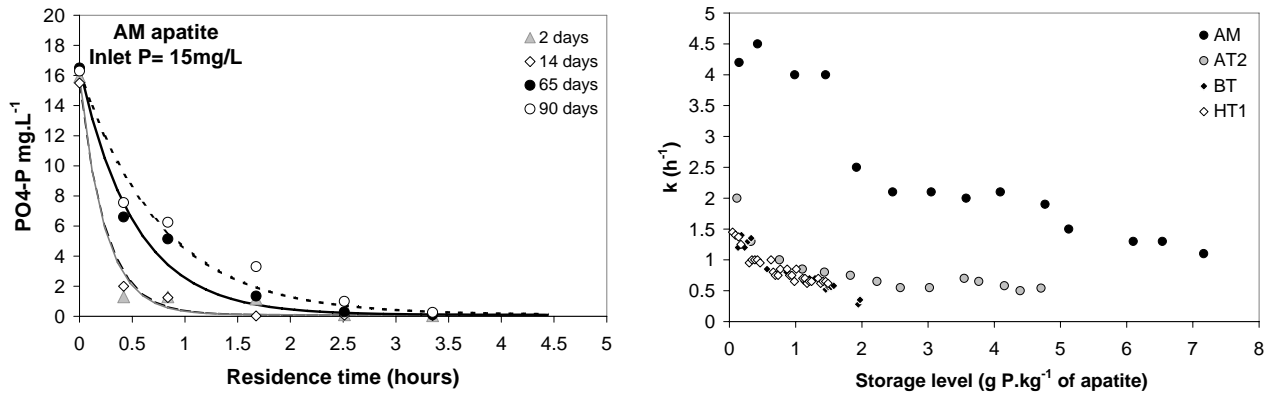 AM apatite
Inlet P= 15mg/L
2 days
14 days
65 days
90 days
PO4-P mg.L⁻¹
20
18
16
14
12
10
8
6
4
2
0
0 0.5 1 1.5 2 2.5 3 3.5 4 4.5 5
Residence time (hours)
AM
AT2
BT
HT1
k (h⁻¹)
5
4.5
4
3.5
3
2.5
2
1.5
1
0.5
0
0 1 2 3 4 5 6 7 8
Storage level (g P.kg⁻¹ of apatite)